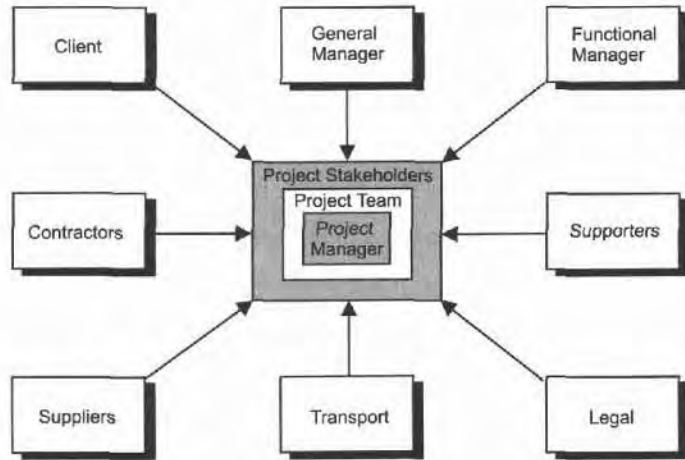 Client
General
Manager
Functional
Manager
Project Stakeholders
Project Team
Project
Manager
Contractors
Supporters
Suppliers
Transport
Legal